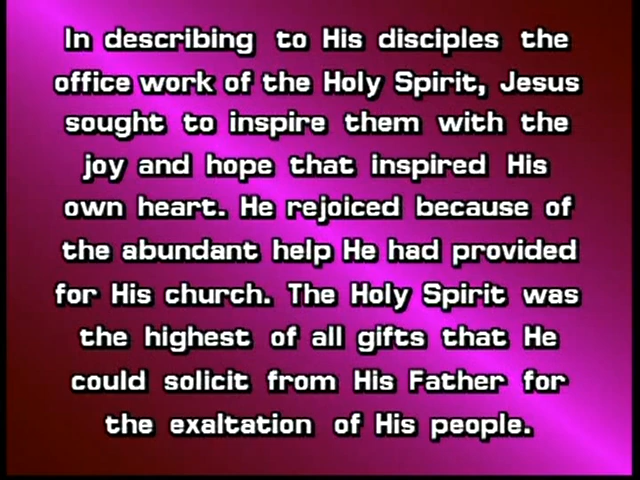 In describing to His disciples the
office work of the Holy Spirit, Jesus
sought to inspire them with the
joy and hope that inspired His
own heart. He rejoiced because of
the abundant help He had provided
for His church. The Holy Spirit was
the highest of all gifts that He
could solicit from His Father for
the exaltation of His people.